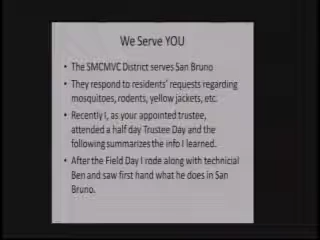 We Serve YOU
• The SMCMVC District serves San Bruno
• They respond to residents' requests regarding
mosquitoes, rodents, yellow jackets, etc.
• Recently I, as your appointed trustee,
attended a half day Trustee Day and the
following summarizes the info I learned.
• After the Field Day I rode along with technicial
Ben and saw first hand what he does in San
Bruno.